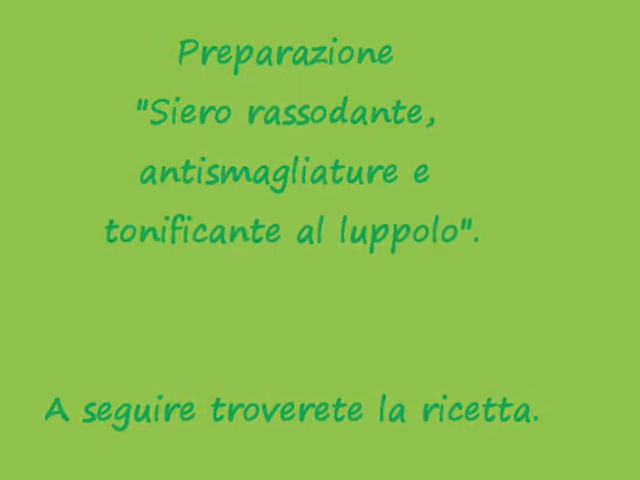 Preparazione
"Siero rassodante,
antismagliature e
tonificante al luppolo".
A seguire troverete la ricetta.